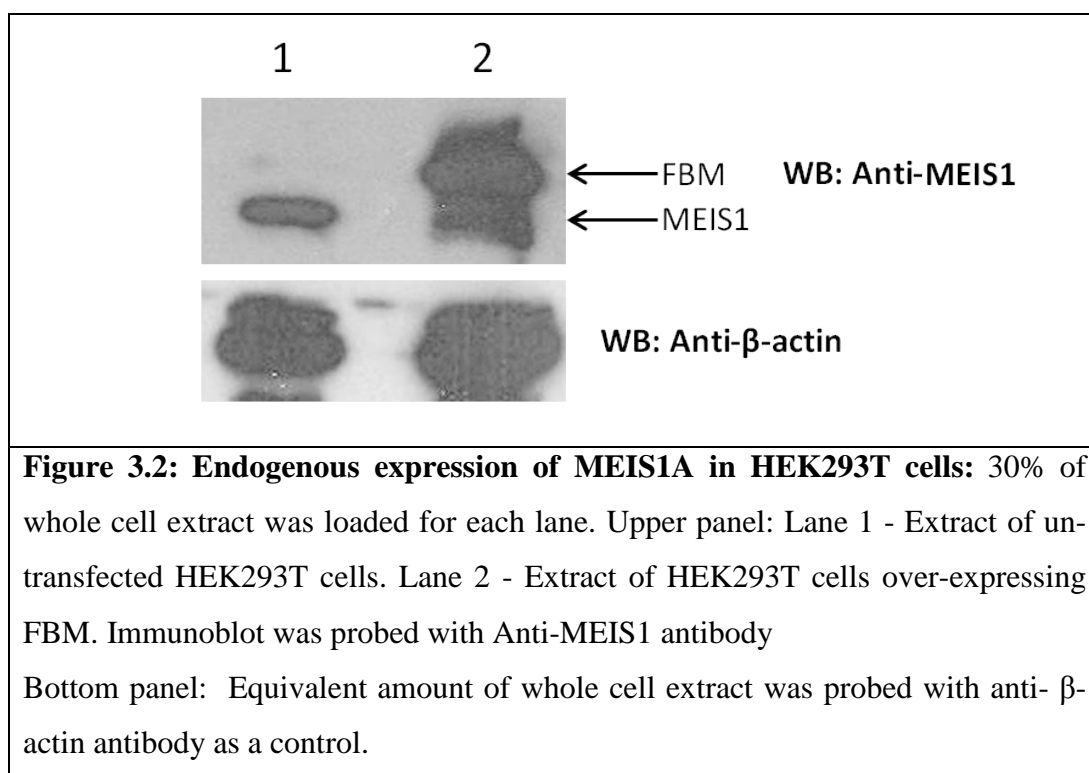 1 2
FBM WB: Anti-MEIS1
MEIS1
WB: Anti-β-actin
Figure 3.2: Endogenous expression of MEIS1A in HEK293T cells: 30% of
whole cell extract was loaded for each lane. Upper panel: Lane 1 - Extract of un-
transfected HEK293T cells. Lane 2 - Extract of HEK293T cells over-expressing
FBM. Immunoblot was probed with Anti-MEIS1 antibody
Bottom panel: Equivalent amount of whole cell extract was probed with anti- β-
actin antibody as a control.